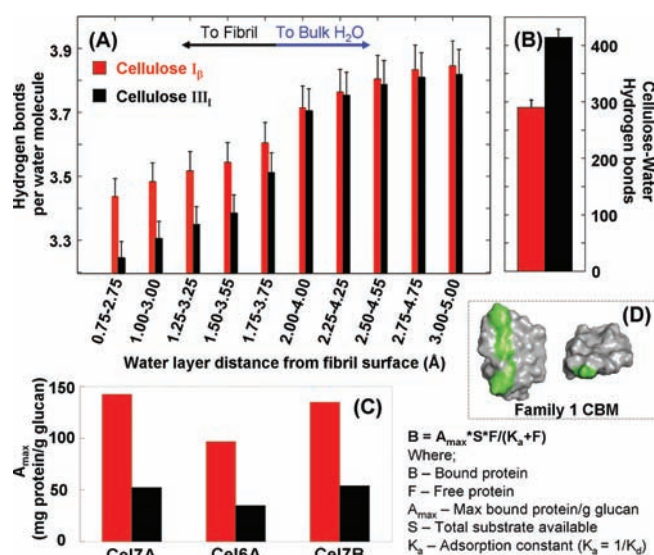 (A)
To Fibril
To Bulk H₂O
Cellulose Iβ
Cellulose IIII
Hydrogen bonds
per water molecule
3.9
3.7
3.5
3.3
0.75-2.75
1.00-3.00
1.25-3.25
1.50-3.55
1.75-3.75
2.00-4.00
2.25-4.25
2.50-4.55
2.75-4.75
3.00-5.00
Water layer distance from fibril surface (Å)
(B)
400
300
200
100
0
Cellulose-Water
Hydrogen bonds
(D)
Family 1 CBM
(C)
Amax
(mg protein/g glucan)
150
100
50
0
Cel7A
Cel6A
Cel7B
B = Amax*S*F/(Ka+F)
Where;
B – Bound protein
F – Free protein
Amax – Max bound protein/g glucan
S – Total substrate available
Ka – Adsorption constant (Ka = 1/Kd)